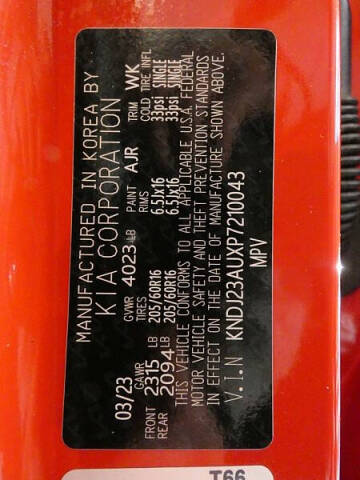 MANUFACTURED IN KOREA BY
KIA CORPORATION
03/23 GVWR 4023 LB PAINT AJR TRIM WK
GAWR TIRES RIMS COLD TIRE INFL
FRONT 2315 LB 205/60R16 6.5Jx16 33psi SINGLE
REAR 2094 LB 205/60R16 6.5Jx16 33psi SINGLE
THIS VEHICLE CONFORMS TO ALL APPLICABLE U.S.A FEDERAL
MOTOR VEHICLE SAFETY AND THEFT PREVENTION STANDARDS
IN EFFECT ON THE DATE OF MANUFACTURE SHOWN ABOVE.
V.I.N KNDJ23AUXP7210043
MPV
T66